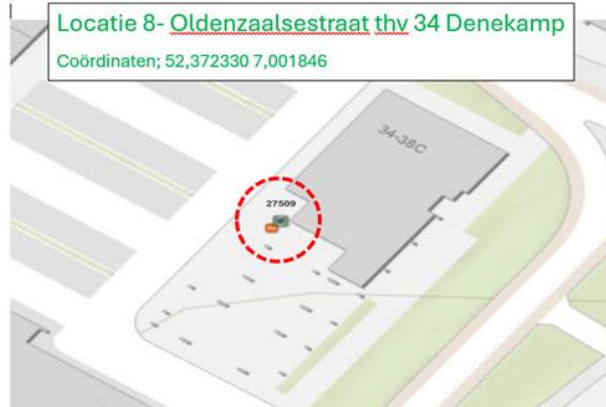 Locatie 8- Oldenzaalsestraat thv 34 Denekamp
Coördinaten; 52,372330 7,001846
34-38C
27509